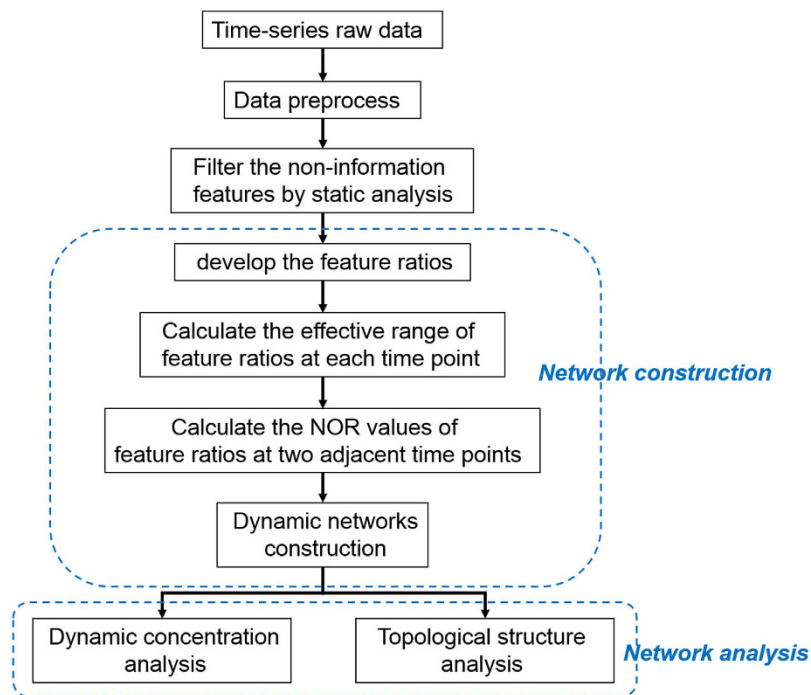 Time-series raw data
Data preprocess
Filter the non-information
features by static analysis
develop the feature ratios
Calculate the effective range of
feature ratios at each time point
Network construction
Calculate the NOR values of
feature ratios at two adjacent time points
Dynamic networks
construction
Dynamic concentration
analysis
Topological structure
analysis
Network analysis